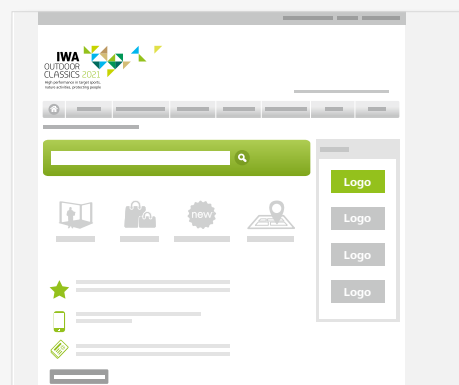 IWA
OUTDOOR
CLASSICS 2021
High performance in target sports,
nature activities, protecting people
new
Logo
Logo
Logo
Logo